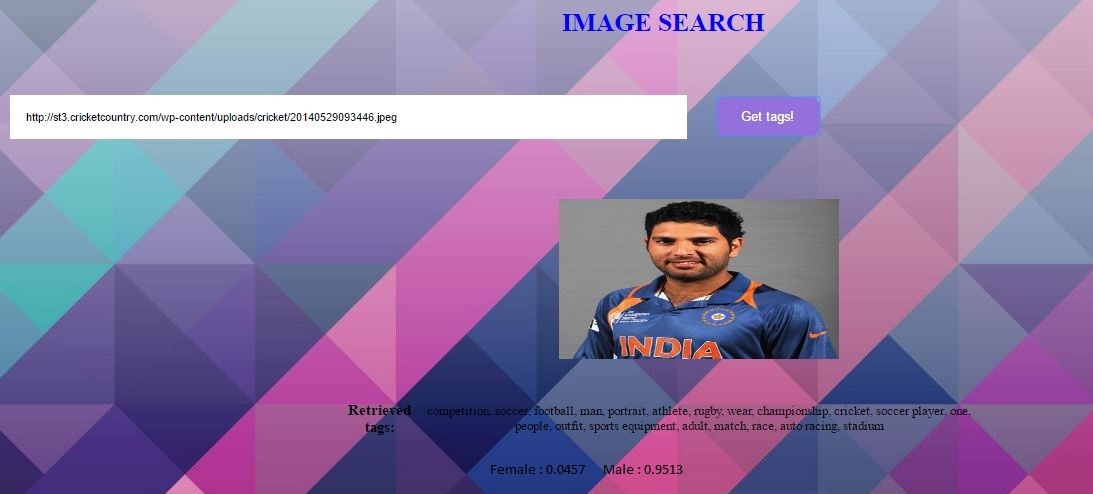 IMAGE SEARCH
http://st3.cricketcountry.com/wp-content/uploads/cricket/20140529093446.jpeg
Get tags!
INDIA
Retrieved tags:
competition, soccer, football, man, portrait, athlete, rugby, wear, championship, cricket, soccer player, one,
people, outfit, sports equipment, adult, match, race, auto racing, stadium
Female : 0.0457 Male : 0.9513